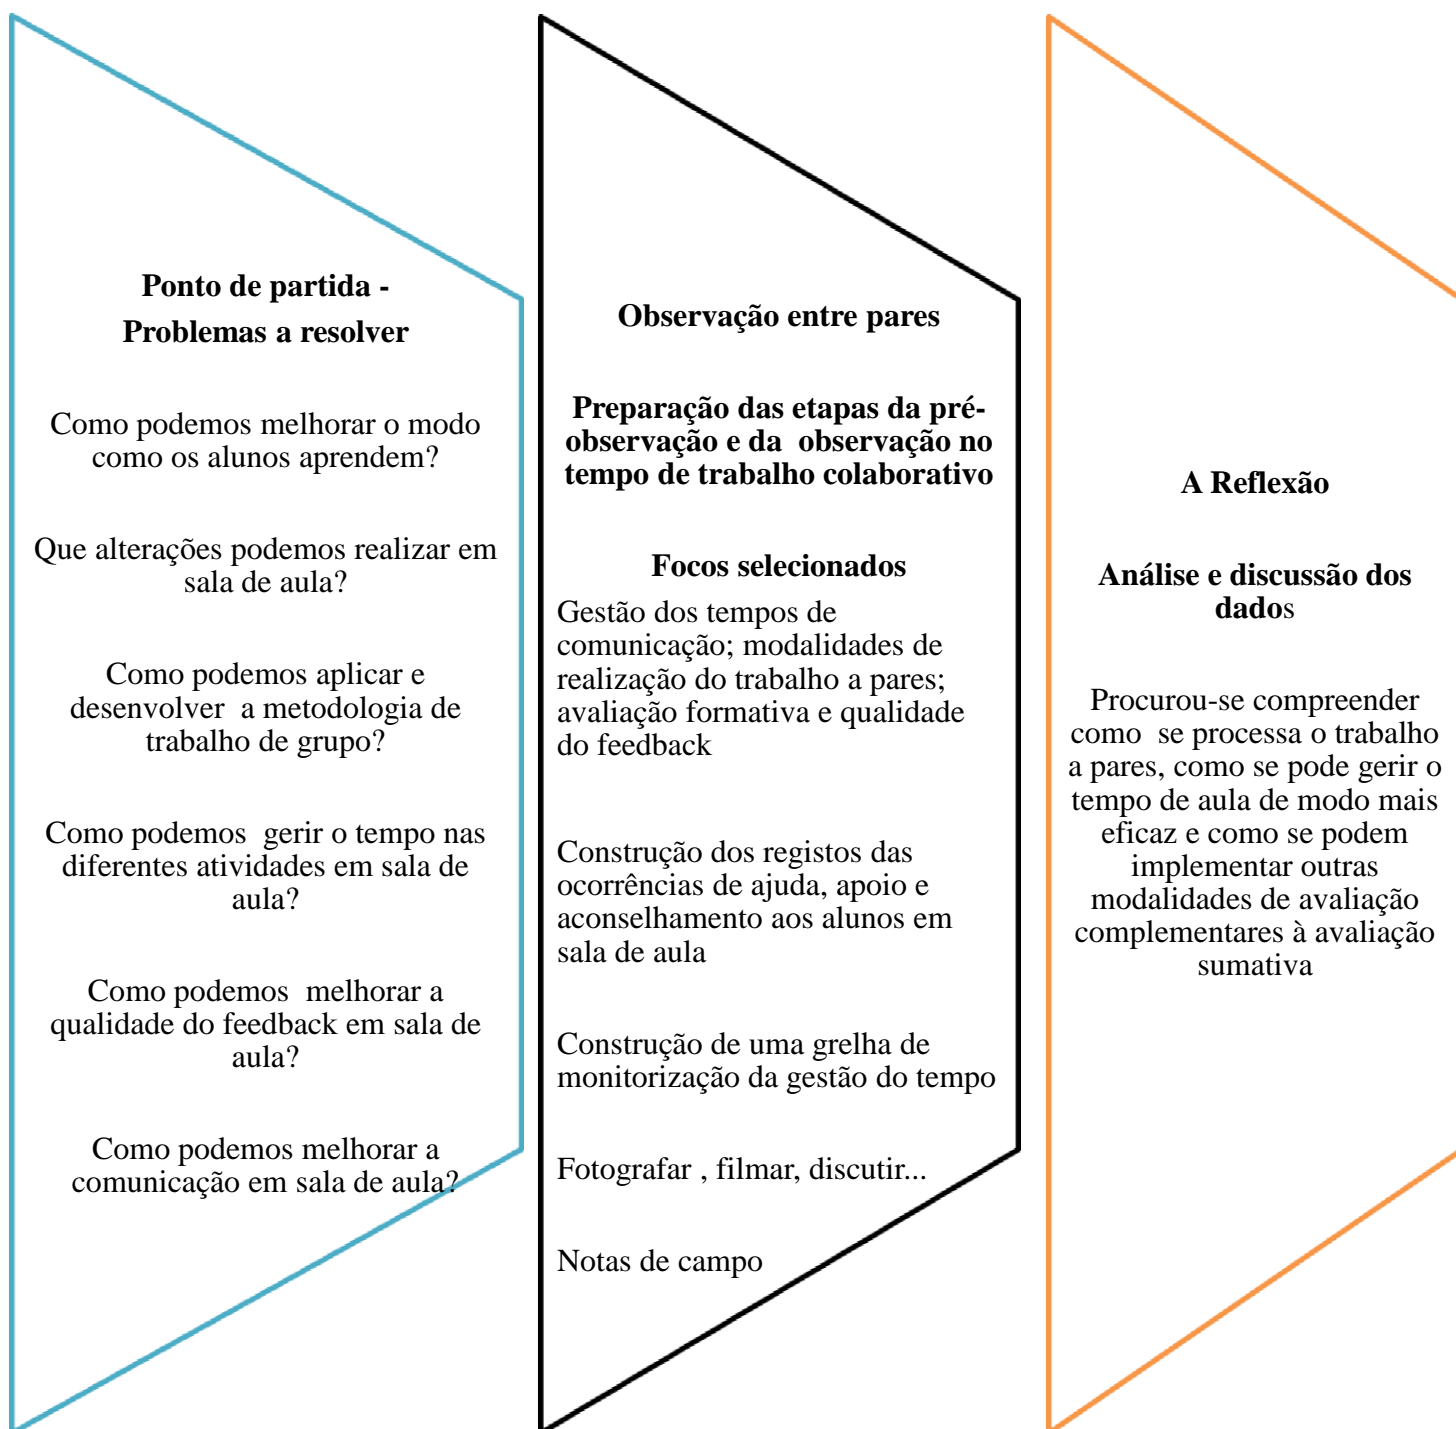 Ponto de partida -
Problemas a resolver
Como podemos melhorar o modo
como os alunos aprendem?
Que alterações podemos realizar em
sala de aula?
Como podemos aplicar e
desenvolver a metodologia de
trabalho de grupo?
Como podemos gerir o tempo nas
diferentes atividades em sala de
aula?
Como podemos melhorar a
qualidade do feedback em sala de
aula?
Como podemos melhorar a
comunicação em sala de aula?
Observação entre pares
Preparação das etapas da pré-
observação e da observação no
tempo de trabalho colaborativo
Focos selecionados
Gestão dos tempos de
comunicação; modalidades de
realização do trabalho a pares;
avaliação formativa e qualidade
do feedback
Construção dos registos das
ocorrências de ajuda, apoio e
aconselhamento aos alunos em
sala de aula
Construção de uma grelha de
monitorização da gestão do tempo
Fotografar , filmar, discutir...
Notas de campo
A Reflexão
Análise e discussão dos
dados
Procurou-se compreender
como se processa o trabalho
a pares, como se pode gerir o
tempo de aula de modo mais
eficaz e como se podem
implementar outras
modalidades de avaliação
complementares à avaliação
sumativa